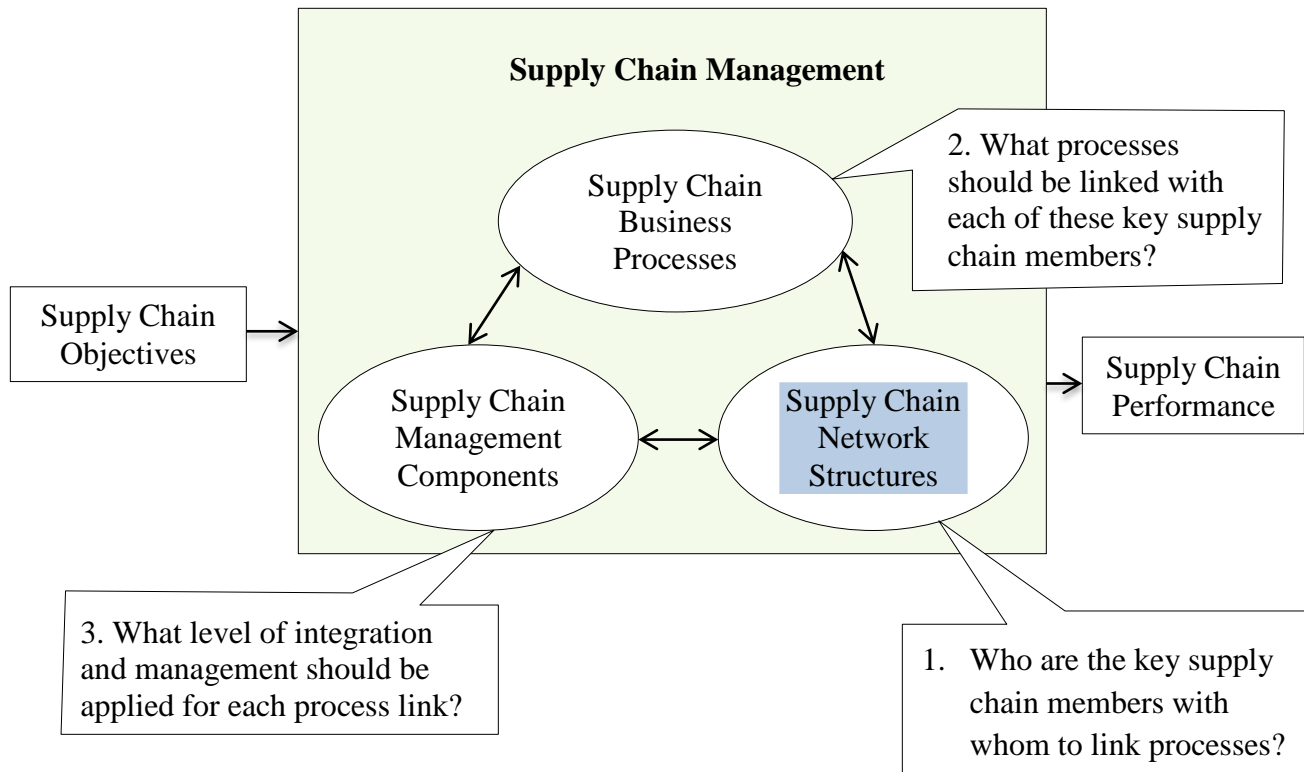 Supply Chain Management
Supply Chain
Business
Processes
2. What processes
should be linked with
each of these key supply
chain members?
Supply Chain
Objectives
Supply Chain
Management
Components
Supply Chain
Network
Structures
Supply Chain
Performance
3. What level of integration
and management should be
applied for each process link?
1. Who are the key supply
chain members with
whom to link processes?